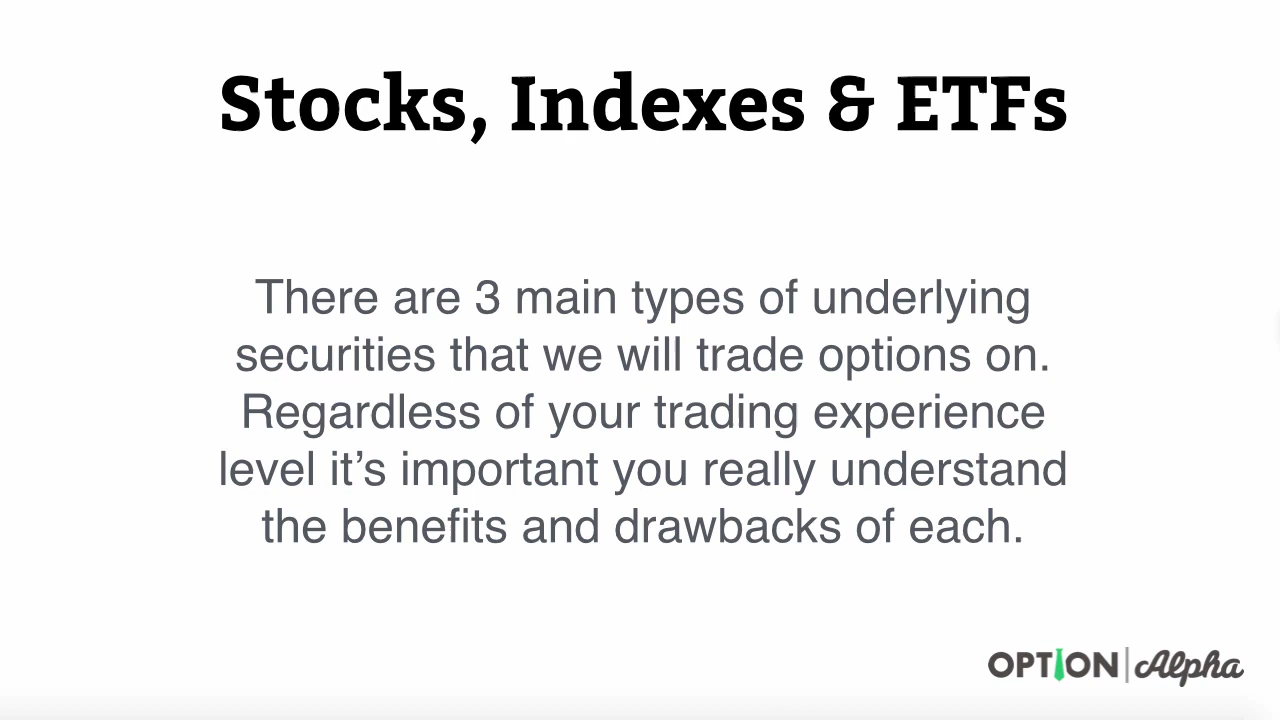 Stocks, Indexes & ETFs
There are 3 main types of underlying
securities that we will trade options on.
Regardless of your trading experience
level it’s important you really understand
the benefits and drawbacks of each.
OPTION | Alpha